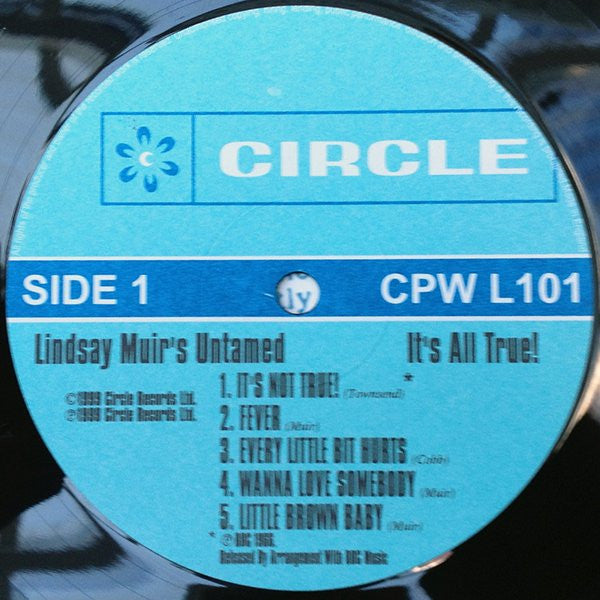 CIRCLE
SIDE 1 CPW L101
Lindsay Muir's Untamed It's All True!
©1999 Circle Records Ltd.
℗1999 Circle Records Ltd.
1. IT'S NOT TRUE! (Townsend) *
2. FEVER (Muir)
3. EVERY LITTLE BIT HURTS (Cobb)
4. WANNA LOVE SOMEBODY (Muir)
5. LITTLE BROWN BABY (Muir)
* ℗ BBC 1966.
Released By Arrangement With BBC Music